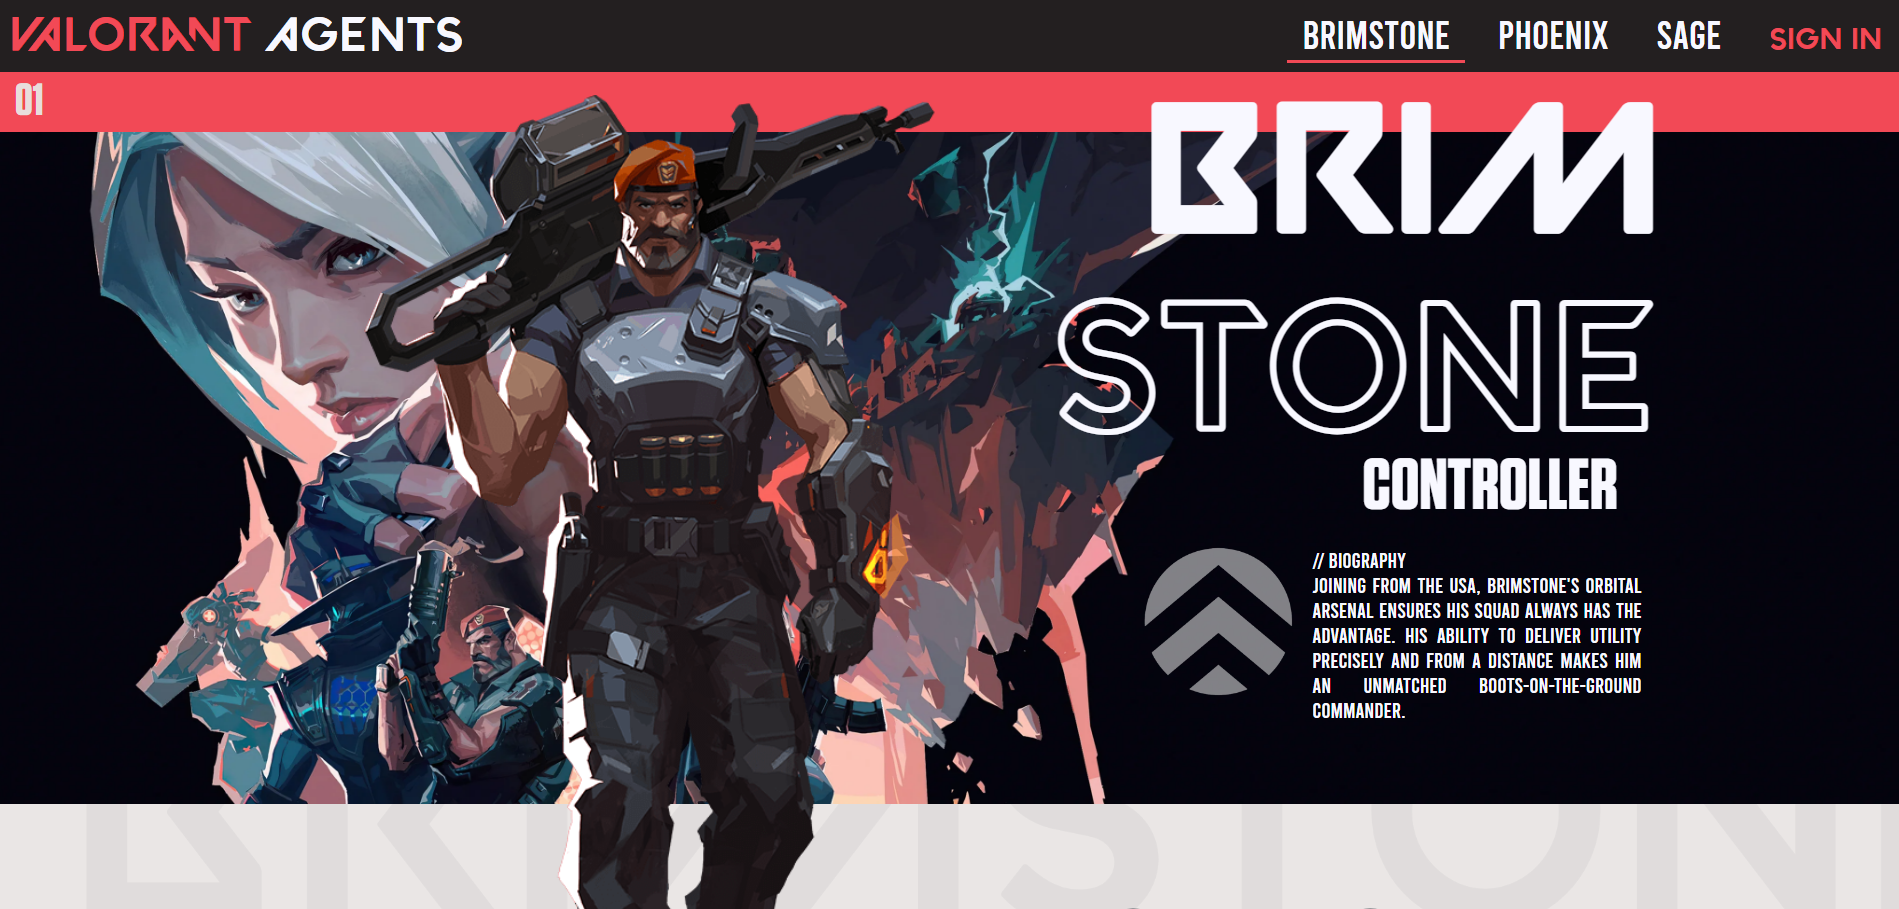 VALORANT AGENTS
BRIMSTONE PHOENIX SAGE SIGN IN
01
BRIM
STONE
CONTROLLER
// BIOGRAPHY
JOINING FROM THE USA, BRIMSTONE'S ORBITAL
ARSENAL ENSURES HIS SQUAD ALWAYS HAS THE
ADVANTAGE. HIS ABILITY TO DELIVER UTILITY
PRECISELY AND FROM A DISTANCE MAKES HIM
AN UNMATCHED BOOTS-ON-THE-GROUND
COMMANDER.
BRIMSTONE